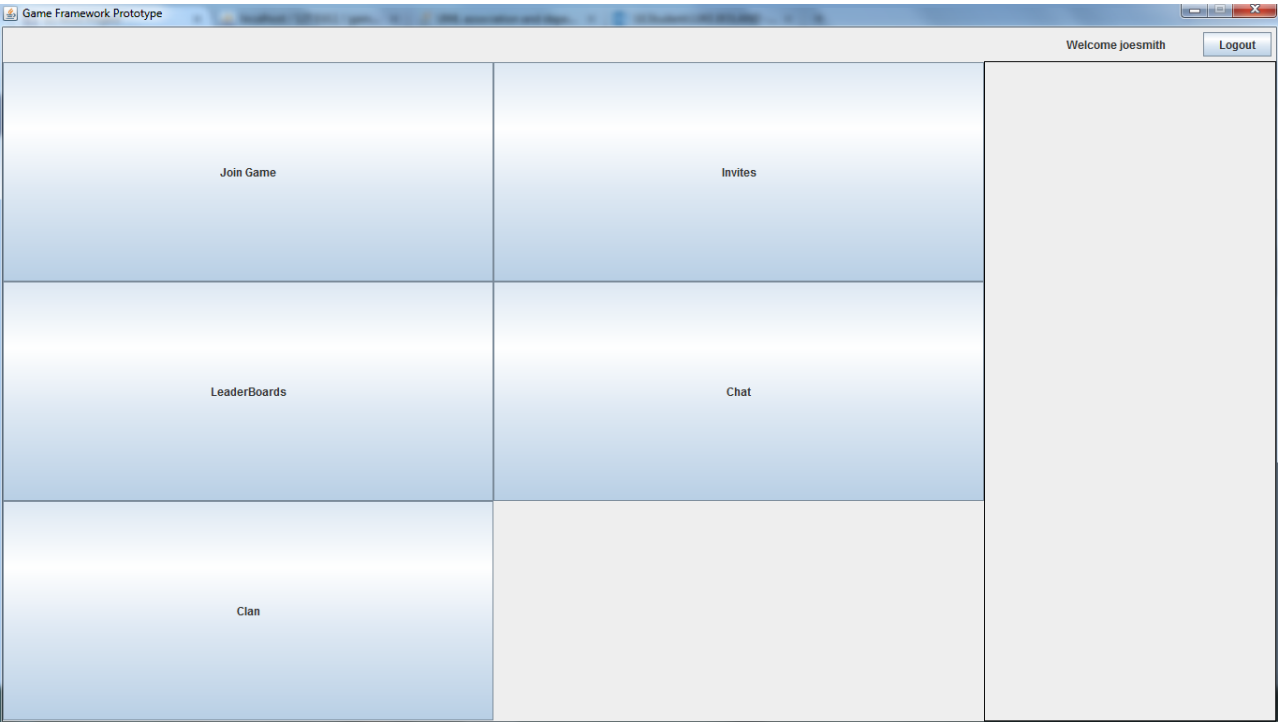 Game Framework Prototype
Welcome joesmith
Logout
Join Game
Invites
LeaderBoards
Chat
Clan